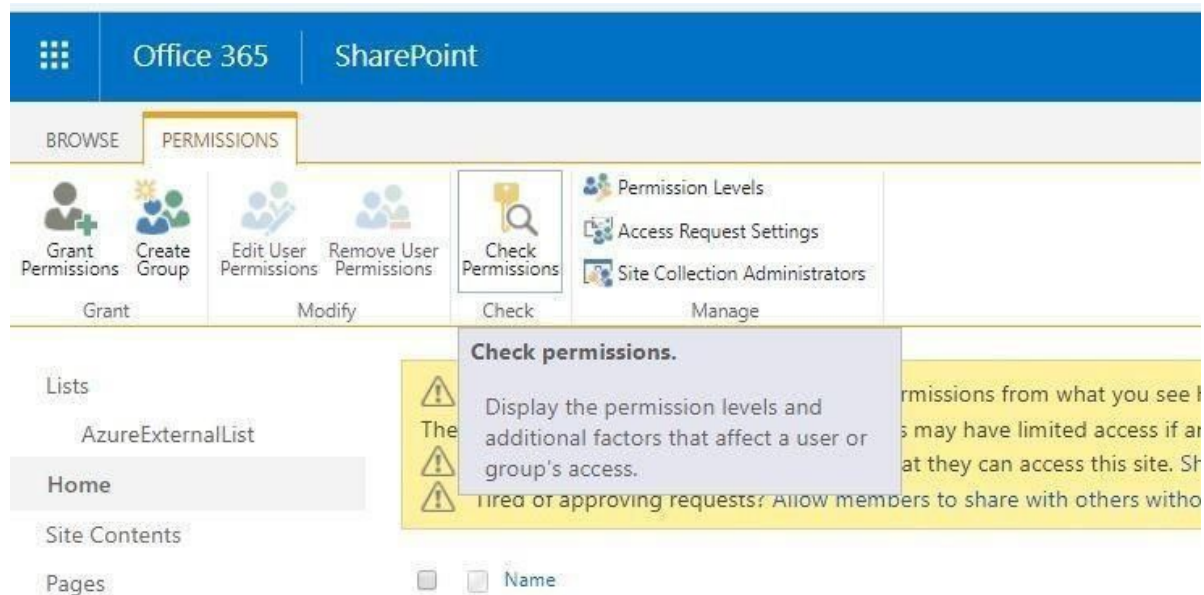 Office 365 SharePoint
BROWSE PERMISSIONS
Grant Permissions
Create Group
Edit User Permissions
Remove User Permissions
Check Permissions
Permission Levels
Access Request Settings
Site Collection Administrators
Grant Modify Check Manage
Check permissions.
Display the permission levels and
additional factors that affect a user or
group's access.
Lists
AzureExternalList
Home
Site Contents
Pages
rmissions from what you see
The s may have limited access if
at they can access this site.
Tired of approving requests? Allow members to share with others
Name